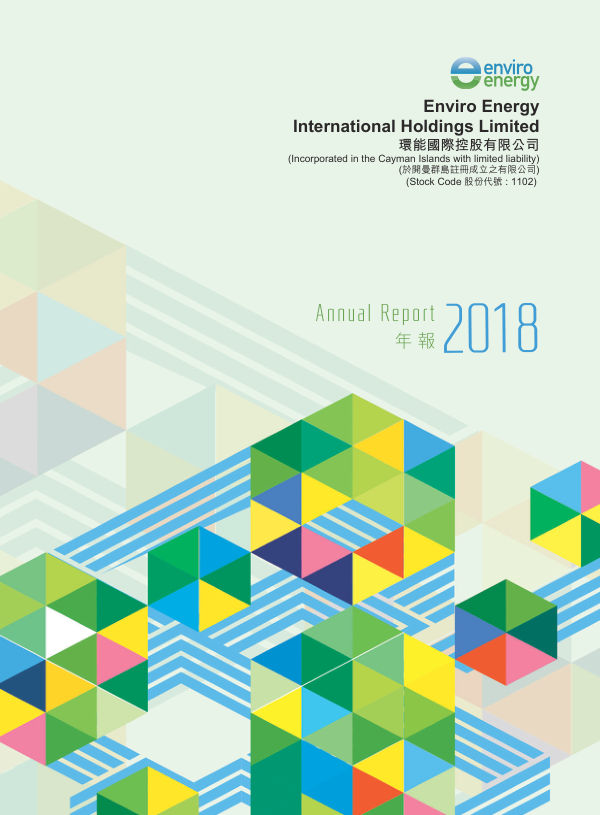 enviro
energy
Enviro Energy
International Holdings Limited
環能國際控股有限公司
(Incorporated in the Cayman Islands with limited liability)
(於開曼群島註冊成立之有限公司)
(Stock Code 股份代號 : 1102)
Annual Report 2018
年報